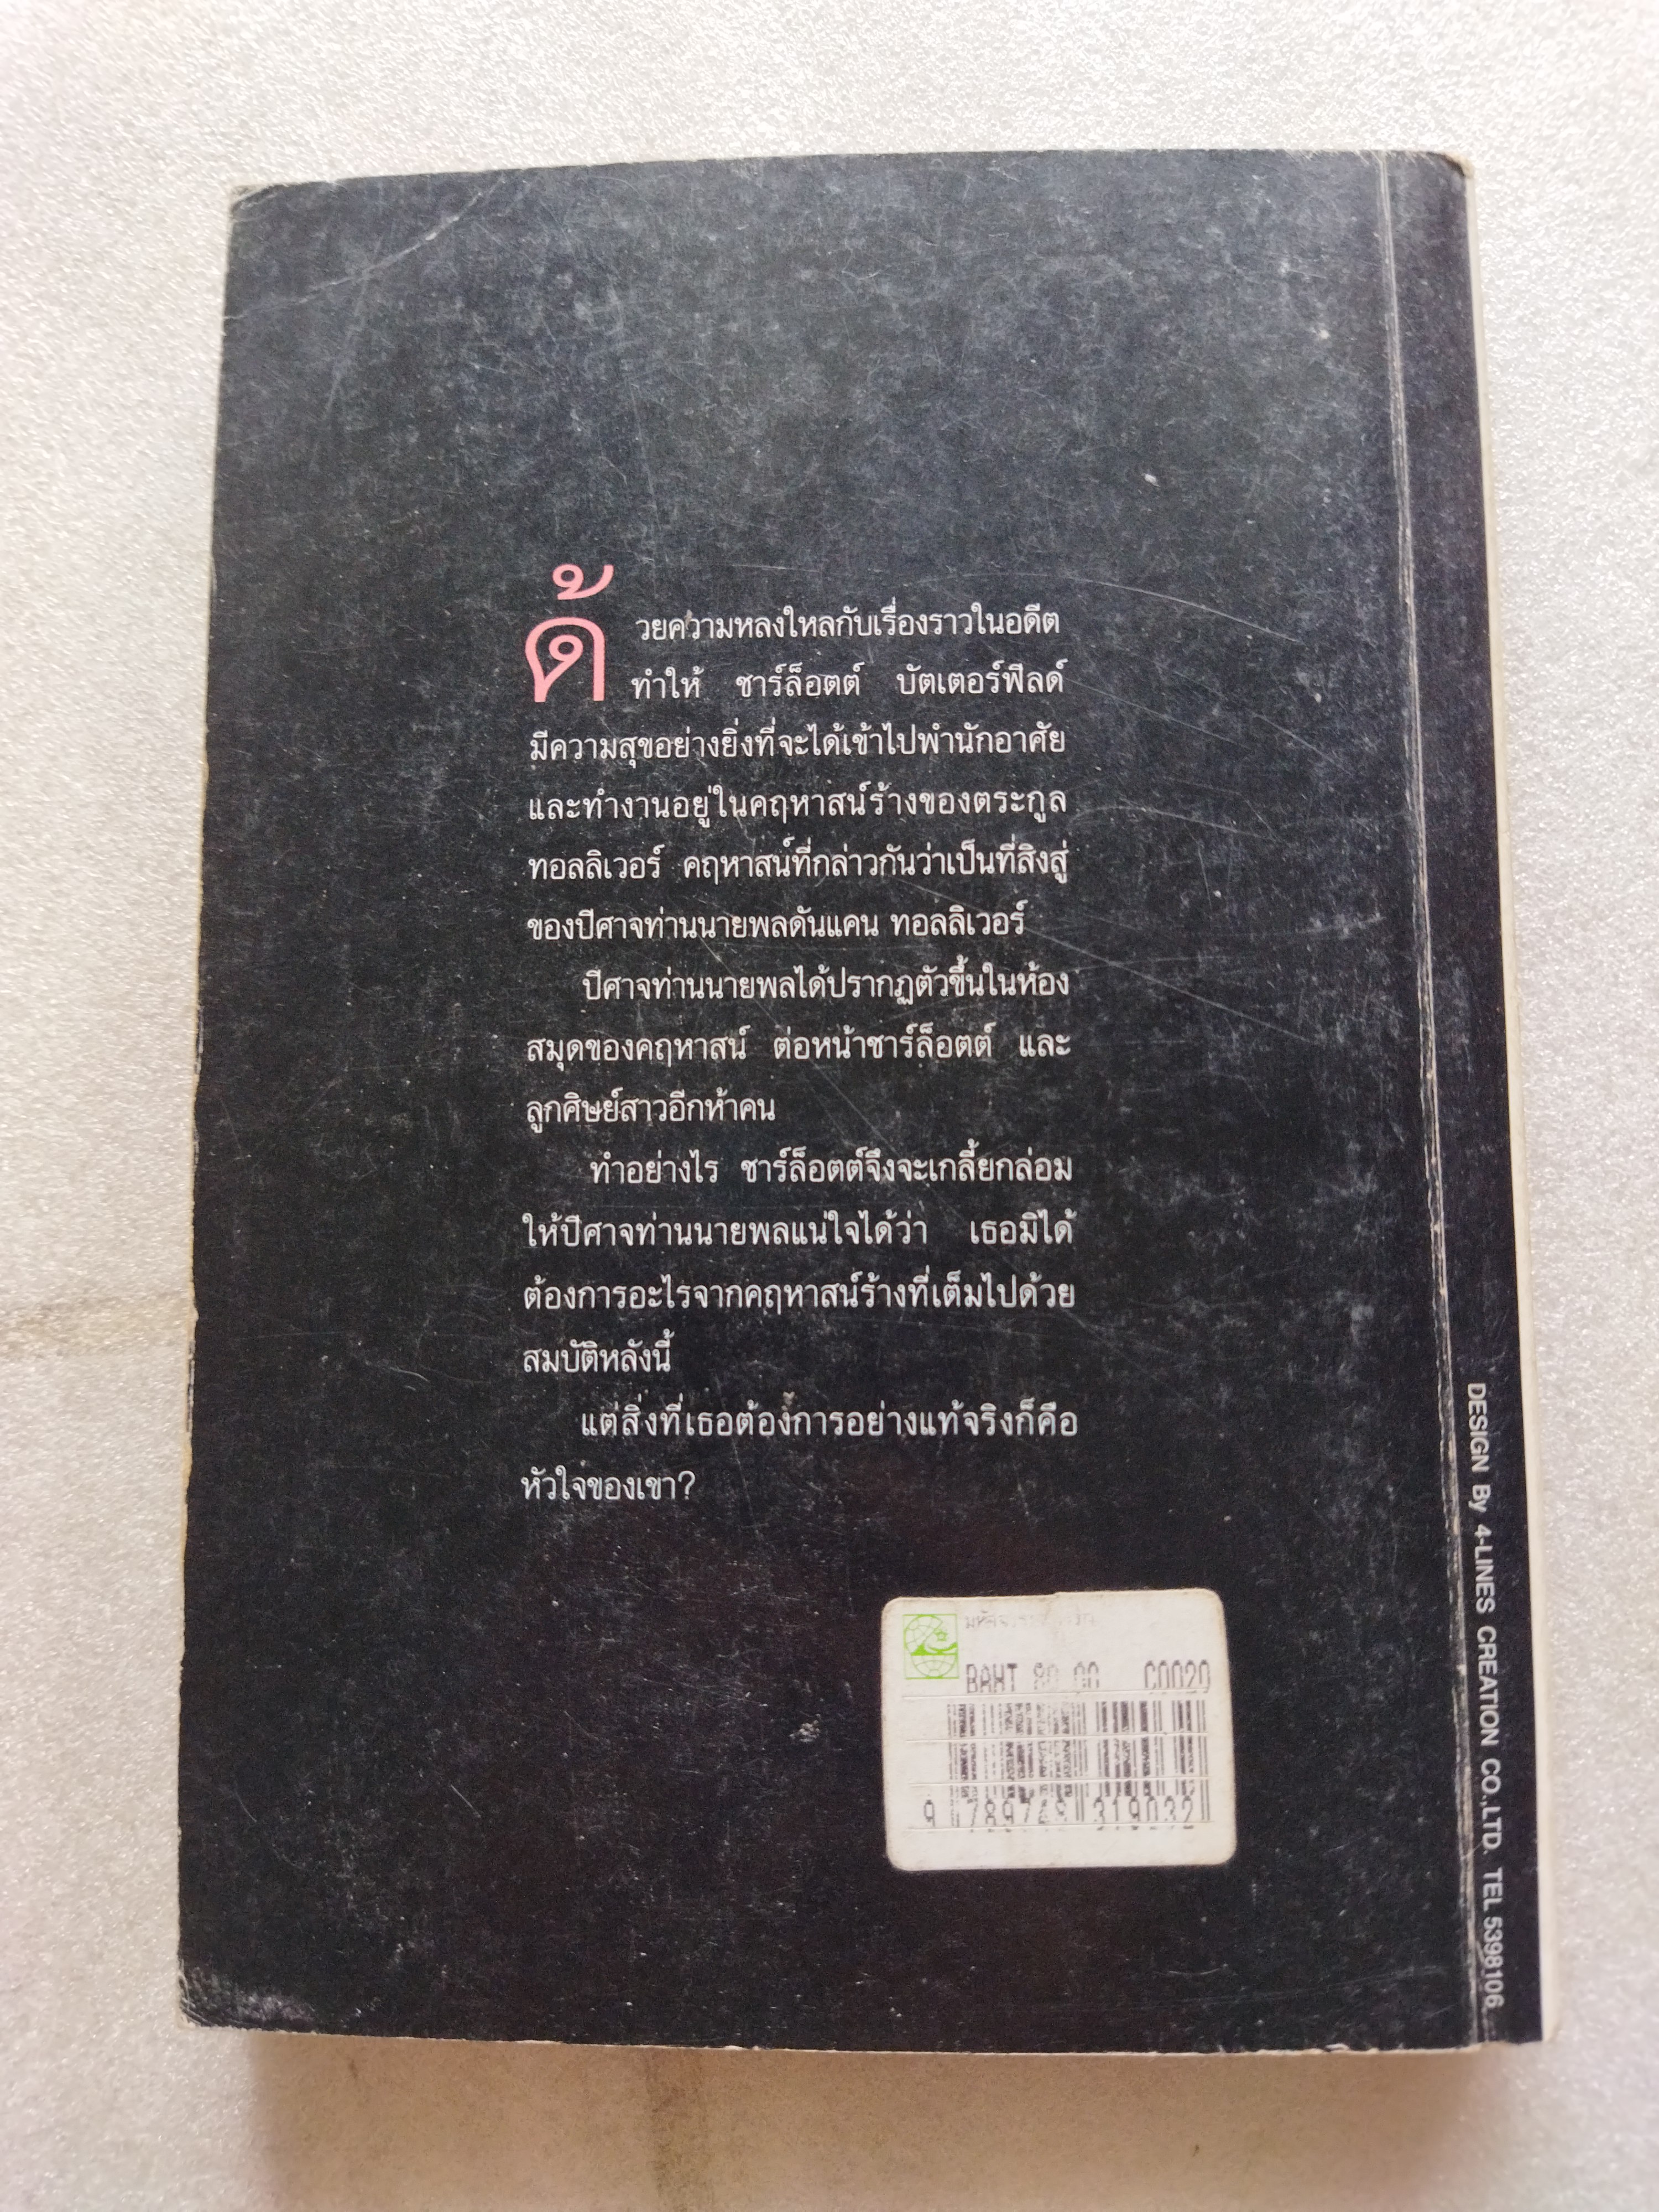 ด้วยความหลงใหลกับเรื่องราวในอดีต
ทำให้ ชาร์ล็อตต์ บัตเตอร์ฟีลด์
มีความสุขอย่างยิ่งที่จะได้เข้าไปพำนักอาศัย
และทำงานอยู่ในคฤหาสน์ร้างของตระกูล
ทอลลิเวอร์ คฤหาสน์ที่กล่าวกันว่าเป็นที่สิงสู่
ของปีศาจท่านนายพลดันแคน ทอลลิเวอร์
ปีศาจท่านนายพลได้ปรากฏตัวขึ้นในห้อง
สมุดของคฤหาสน์ ต่อหน้าชาร์ล็อตต์ และ
ลูกศิษย์สาวอีกห้าคน
ทำอย่างไร ชาร์ล็อตต์จึงจะเกลี้ยกล่อม
ให้ปีศาจท่านนายพลแน่ใจได้ว่า เธอมิได้
ต้องการอะไรจากคฤหาสน์ร้างที่เต็มไปด้วย
สมบัติหลังนี้
แต่สิ่งที่เธอต้องการอย่างแท้จริงก็คือ
หัวใจของเขา?
BAHT 80.00 C0020
9 789748 319032
DESIGN By 4-LINES CREATION CO.,LTD. TEL 5398106